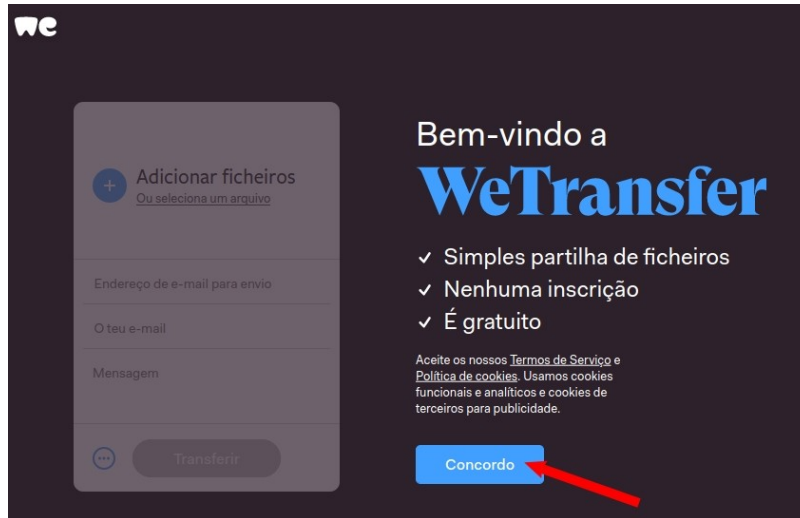 we
Adicionar ficheiros
Ou seleciona um arquivo
Endereço de e-mail para envio
O teu e-mail
Mensagem
Transferir
Bem-vindo a
WeTransfer
Simples partilha de ficheiros
Nenhuma inscrição
É gratuito
Aceite os nossos Termos de Serviço e
Política de cookies. Usamos cookies
funcionais e analíticos e cookies de
terceiros para publicidade.
Concordo